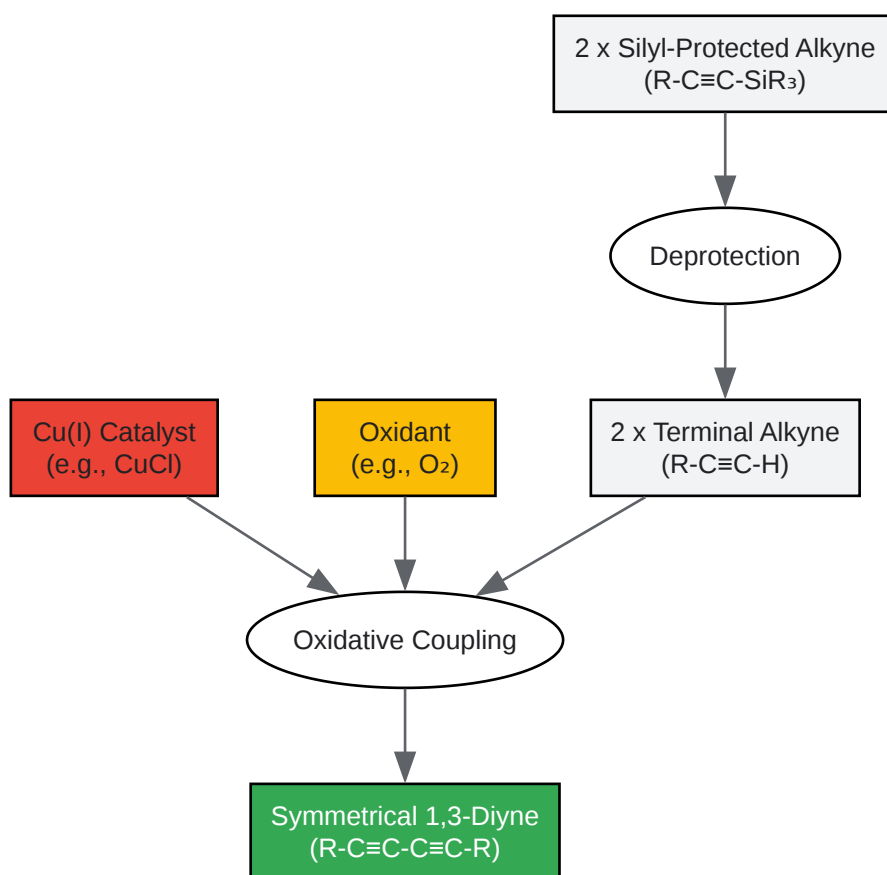 2 x Silyl-Protected Alkyne
(R-C≡C-SiR₃)
Deprotection
Cu(I) Catalyst
(e.g., CuCl)
Oxidant
(e.g., O₂)
2 x Terminal Alkyne
(R-C≡C-H)
Oxidative Coupling
Symmetrical 1,3-Diyne
(R-C≡C-C≡C-R)